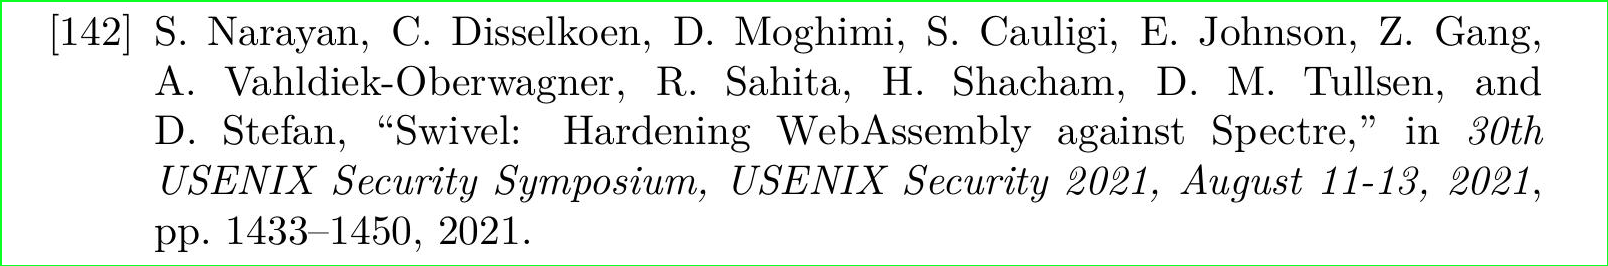 [142] S. Narayan, C. Disselkoen, D. Moghimi, S. Cauligi, E. Johnson, Z. Gang,
A. Vahldiek-Oberwagner, R. Sahita, H. Shacham, D. M. Tullsen, and
D. Stefan, “Swivel: Hardening WebAssembly against Spectre,” in 30th
USENIX Security Symposium, USENIX Security 2021, August 11-13, 2021,
pp. 1433–1450, 2021.